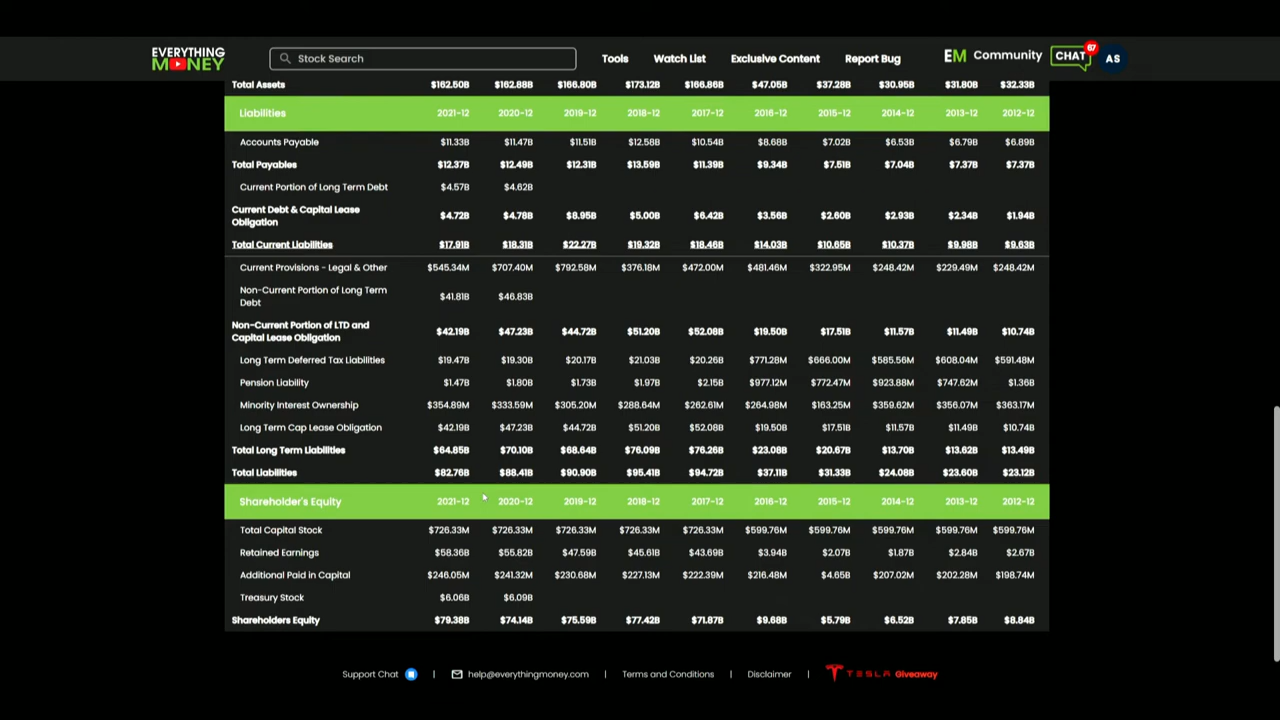 EVERYTHING
MONEY
Stock Search
Tools
Watch List
Exclusive Content
Report Bug
EM Community
CHAT
67
AS
Total Assets $162.50B $162.88B $166.80B $173.12B $166.86B $47.05B $37.28B $30.95B $31.80B $32.33B
Liabilities 2021-12 2020-12 2019-12 2018-12 2017-12 2016-12 2015-12 2014-12 2013-12 2012-12
Accounts Payable $11.33B $11.47B $11.51B $12.58B $10.54B $8.68B $7.02B $6.53B $6.79B $6.89B
Total Payables $12.37B $12.49B $12.31B $13.59B $11.39B $9.34B $7.51B $7.04B $7.37B $7.37B
Current Portion of Long Term Debt $4.57B $4.62B
Current Debt & Capital Lease
Obligation $4.72B $4.78B $8.95B $5.00B $6.42B $3.56B $2.60B $2.93B $2.34B $1.94B
Total Current Liabilities $17.91B $18.31B $22.27B $19.32B $18.46B $14.03B $10.65B $10.37B $9.98B $9.63B
Current Provisions - Legal & Other $545.34M $707.40M $792.58M $376.18M $472.00M $481.46M $322.95M $248.42M $229.49M $248.42M
Non-Current Portion of Long Term
Debt $41.81B $46.83B
Non-Current Portion of LTD and
Capital Lease Obligation $42.19B $47.23B $44.72B $51.20B $52.08B $19.50B $17.51B $11.57B $11.49B $10.74B
Long Term Deferred Tax Liabilities $19.47B $19.30B $20.17B $21.03B $20.26B $771.28M $666.00M $585.56M $608.04M $591.48M
Pension Liability $1.47B $1.80B $1.73B $1.97B $2.15B $977.12M $772.47M $923.88M $747.62M $1.36B
Minority Interest Ownership $354.89M $333.59M $305.20M $288.64M $262.61M $264.98M $163.25M $359.62M $356.07M $363.17M
Long Term Cap Lease Obligation $42.19B $47.23B $44.72B $51.20B $52.08B $19.50B $17.51B $11.57B $11.49B $10.74B
Total Long Term Liabilities $64.85B $70.10B $68.64B $76.09B $76.26B $23.08B $20.67B $13.70B $13.62B $13.49B
Total Liabilities $82.76B $88.41B $90.90B $95.41B $94.72B $37.11B $31.33B $24.08B $23.60B $23.12B
Shareholder's Equity 2021-12 2020-12 2019-12 2018-12 2017-12 2016-12 2015-12 2014-12 2013-12 2012-12
Total Capital Stock $726.33M $726.33M $726.33M $726.33M $726.33M $599.76M $599.76M $599.76M $599.76M $599.76M
Retained Earnings $58.36B $55.82B $47.59B $45.61B $43.69B $3.94B $2.07B $1.87B $2.84B $2.67B
Additional Paid in Capital $246.05M $241.32M $230.68M $227.13M $222.39M $216.48M $4.65B $207.02M $202.28M $198.74M
Treasury Stock $6.06B $6.09B
Shareholders Equity $79.38B $74.14B $75.59B $77.42B $71.87B $9.68B $5.79B $6.52B $7.85B $8.84B
Support Chat | help@everythingmoney.com | Terms and Conditions | Disclaimer | TESLA Giveaway